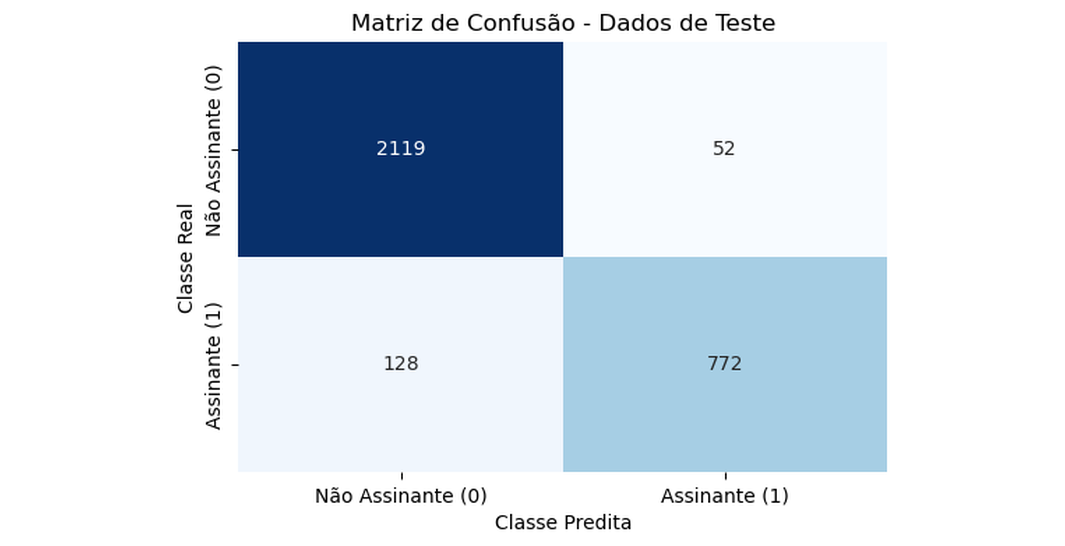 Matriz de Confusão - Dados de Teste
Classe Real
Não Assinante (0)
2119
52
Assinante (1)
128
772
Não Assinante (0)
Assinante (1)
Classe Predita